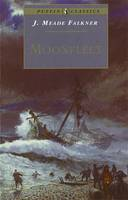 PUFFIN CLASSICS
J. MEADE FALKNER
MOONFLEET